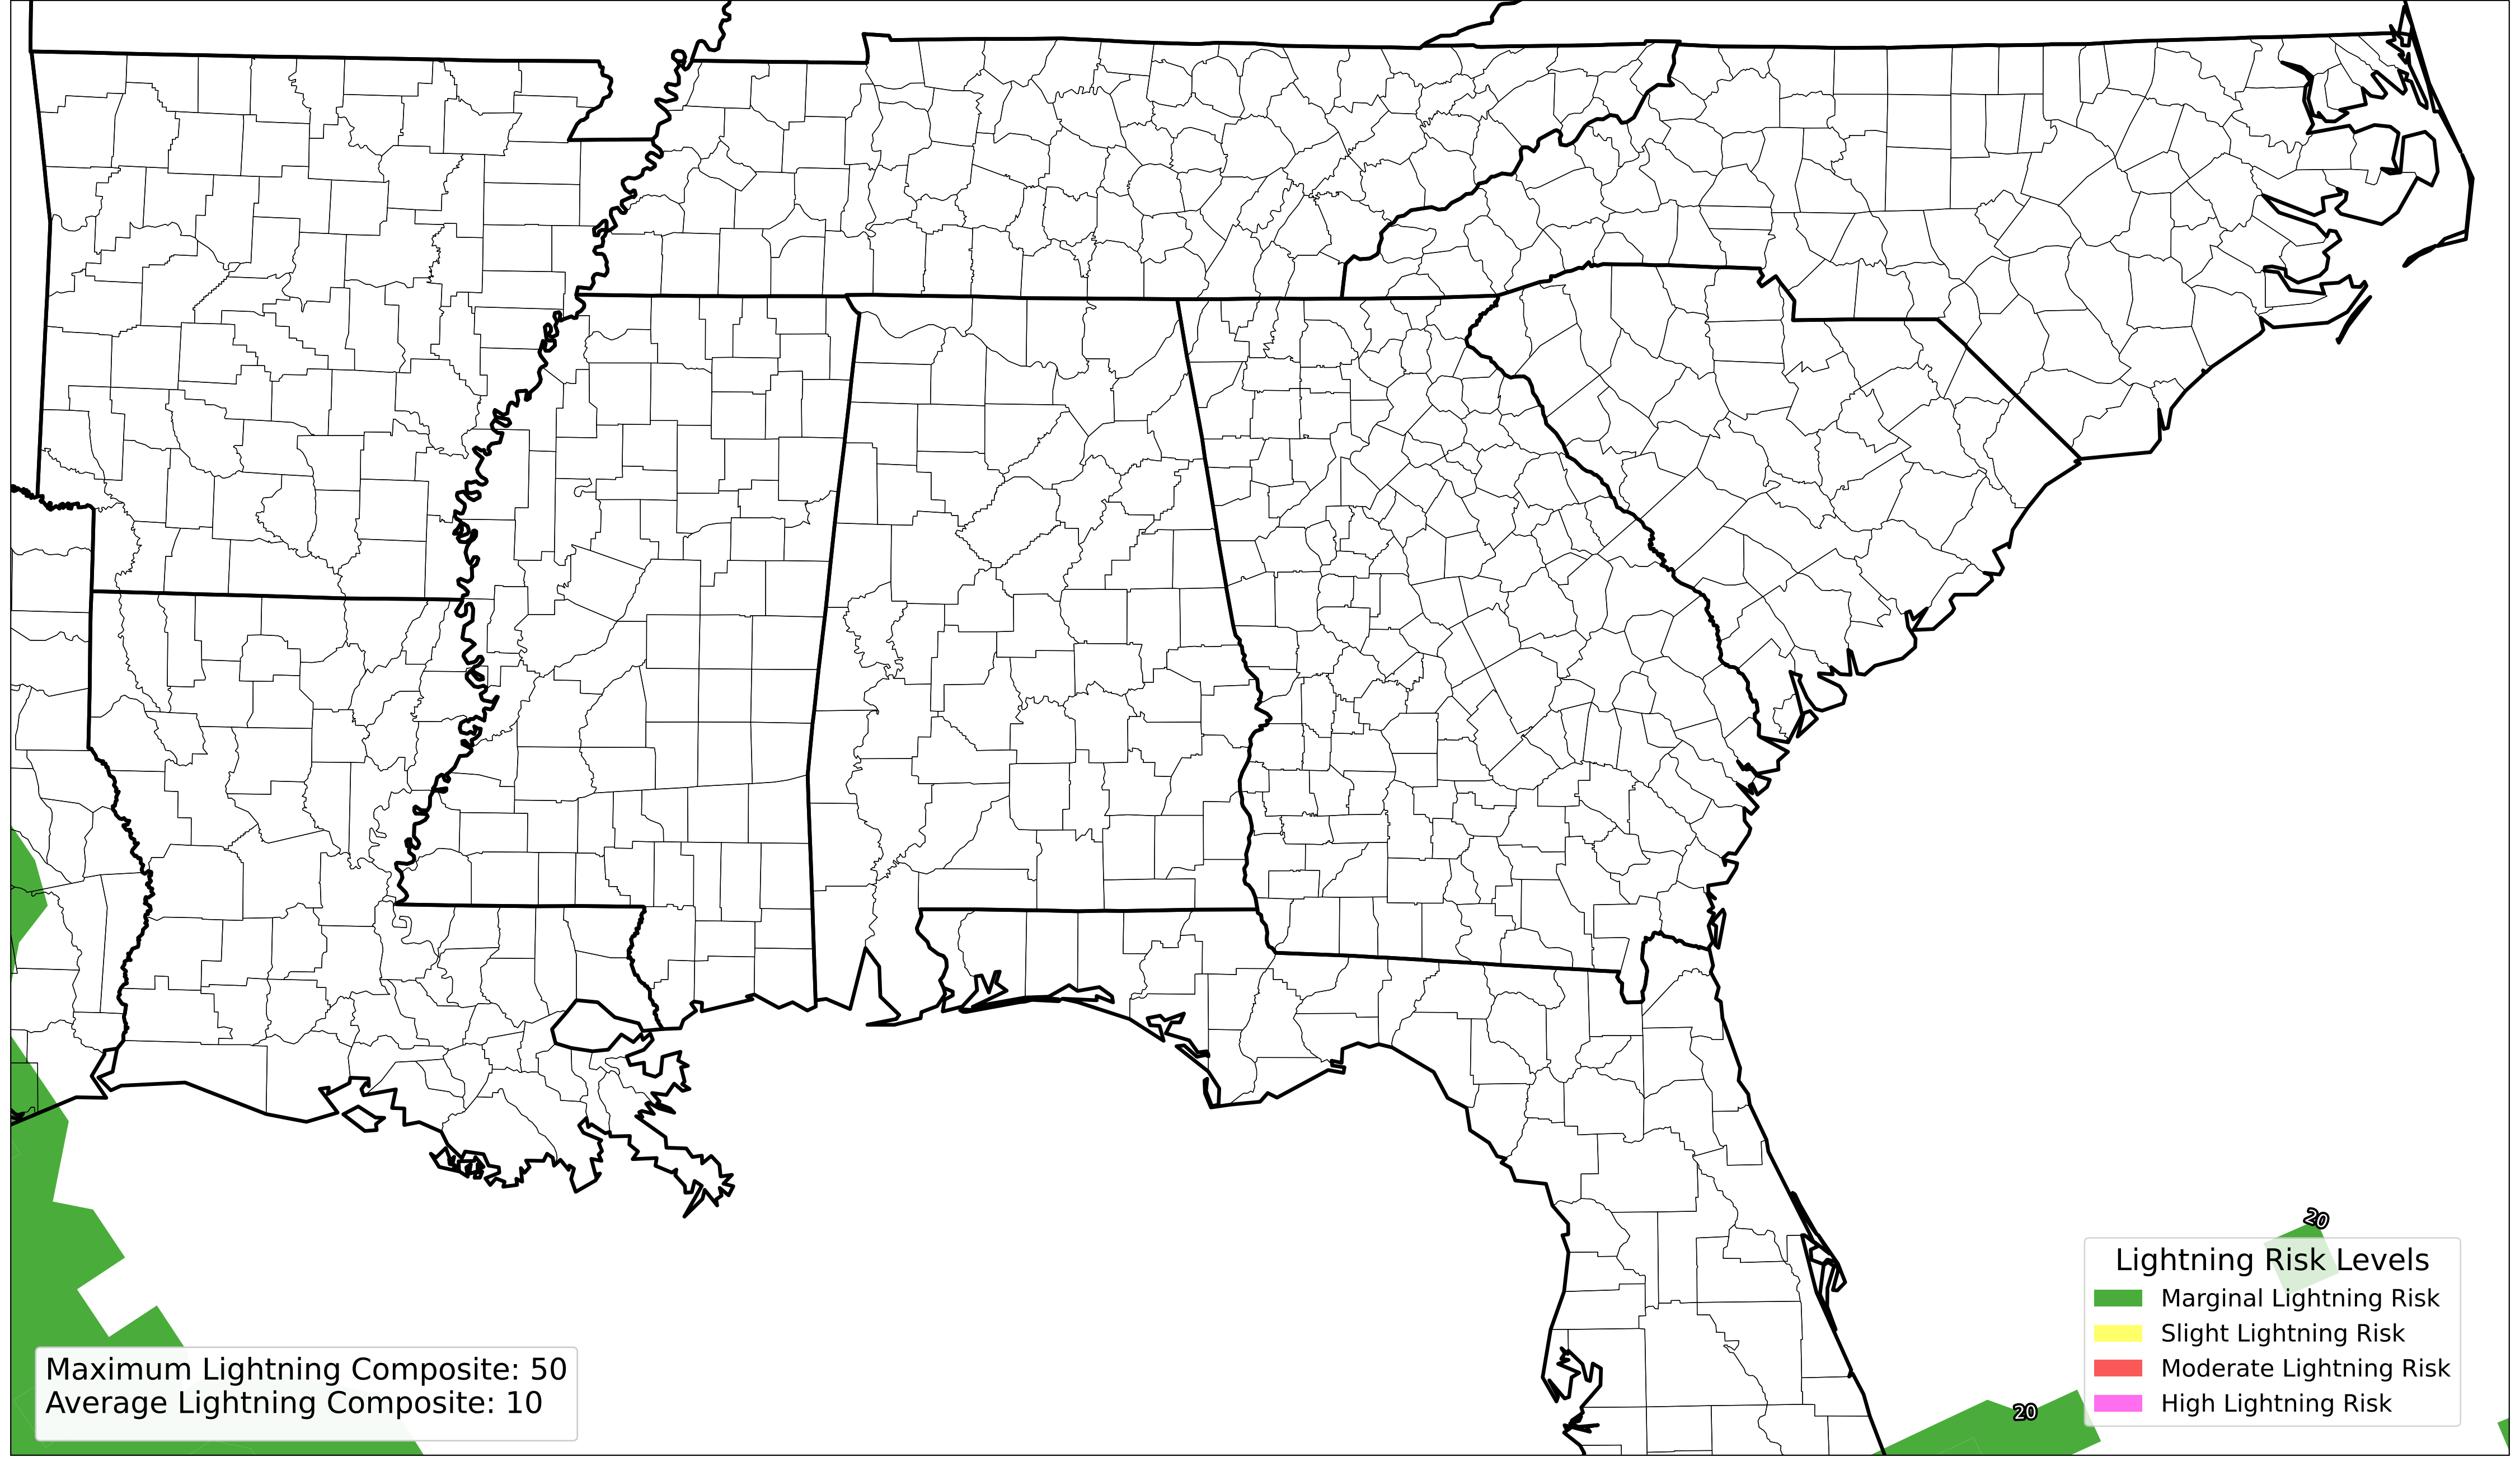 20
Lightning Risk Levels
Marginal Lightning Risk
Slight Lightning Risk
Moderate Lightning Risk
High Lightning Risk
Maximum Lightning Composite: 50
Average Lightning Composite: 10
20